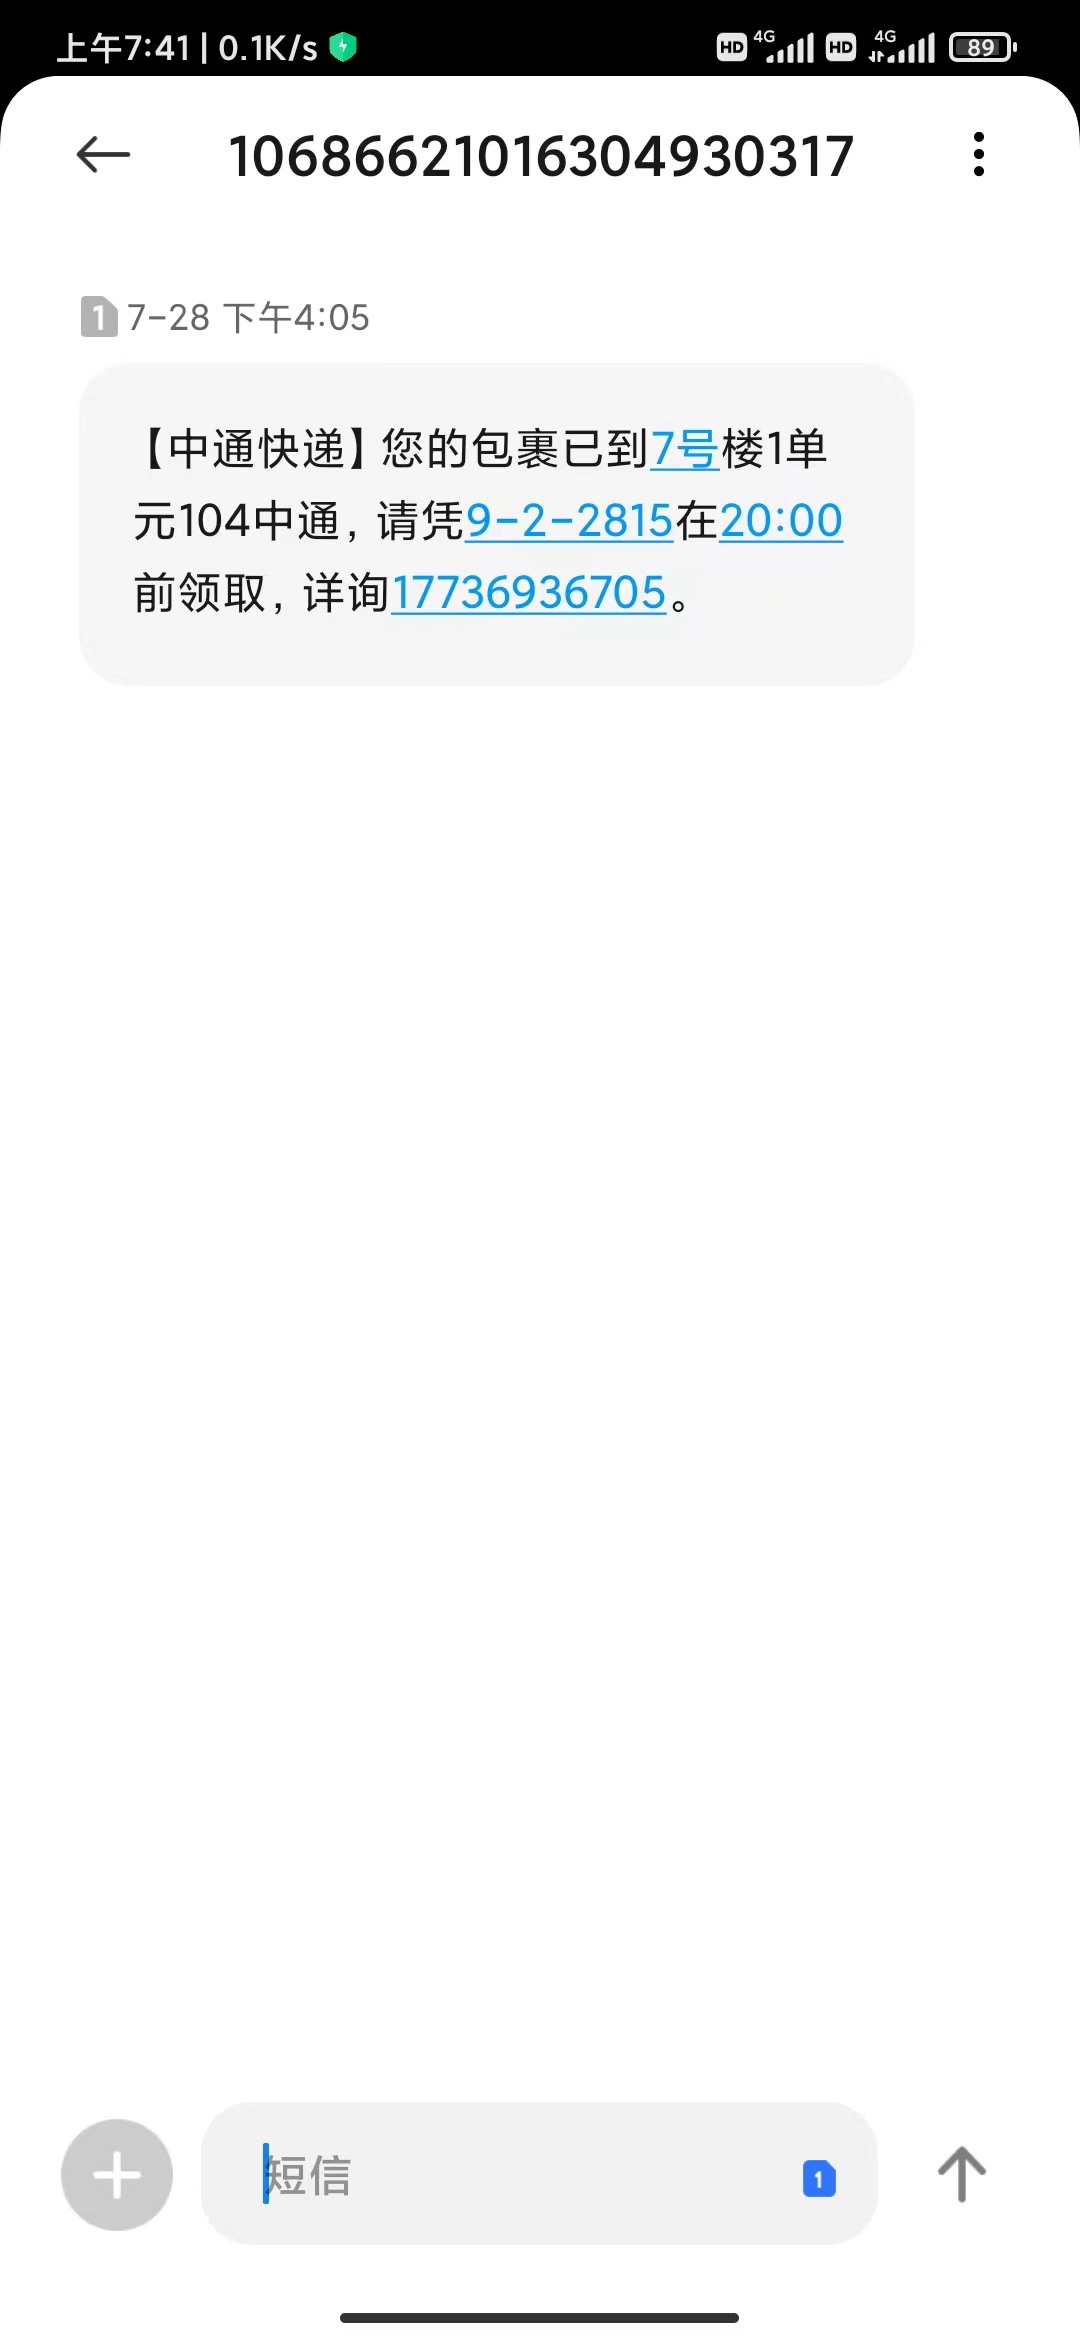 上午7:41 | 0.1K/s HD 4G HD 4G 89
10686621016304930317
1 7-28 下午4:05
【中通快递】您的包裹已到7号楼1单
元104中通，请凭9-2-2815在20:00
前领取，详询17736936705。
短信 1